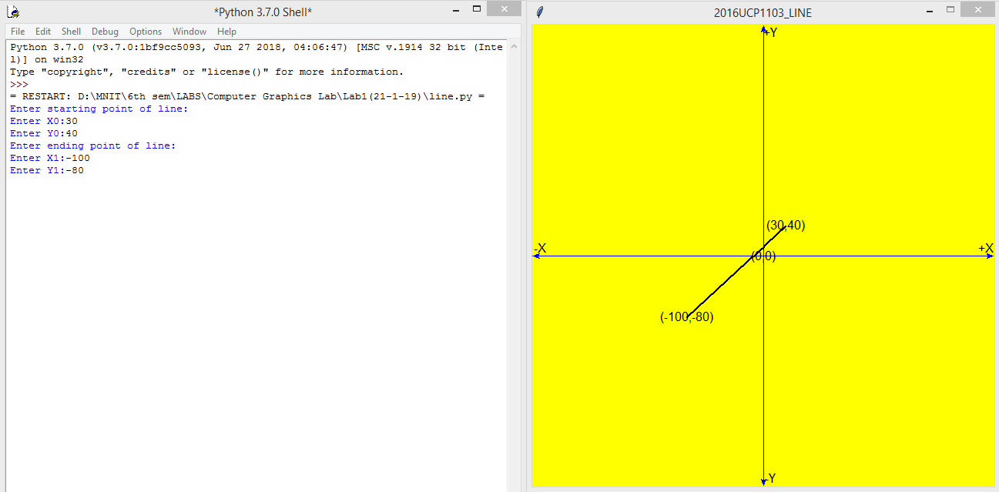 *Python 3.7.0 Shell*
File Edit Shell Debug Options Window Help
Python 3.7.0 (v3.7.0:1bf9cc5093, Jun 27 2018, 04:06:47) [MSC v.1914 32 bit (Inte
l)] on win32
Type "copyright", "credits" or "license()" for more information.
>>>
= RESTART: D:\MNIT\6th sem\LABS\Computer Graphics Lab\Lab1(21-1-19)\line.py =
Enter starting point of line:
Enter X0:30
Enter Y0:40
Enter ending point of line:
Enter X1:-100
Enter Y1:-80
2016UCP1103_LINE
+Y
(30,40)
-X
+X
(0,0)
(-100,-80)
-Y